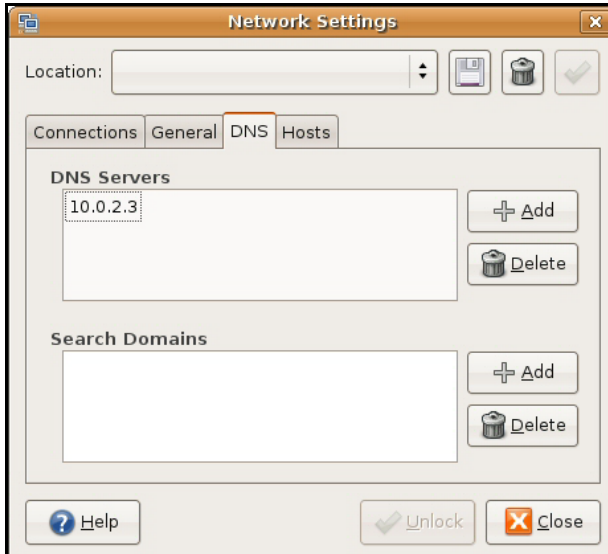 Network Settings
Location:
Connections General DNS Hosts
DNS Servers
10.0.2.3
Add
Delete
Search Domains
Add
Delete
Help
Unlock
Close